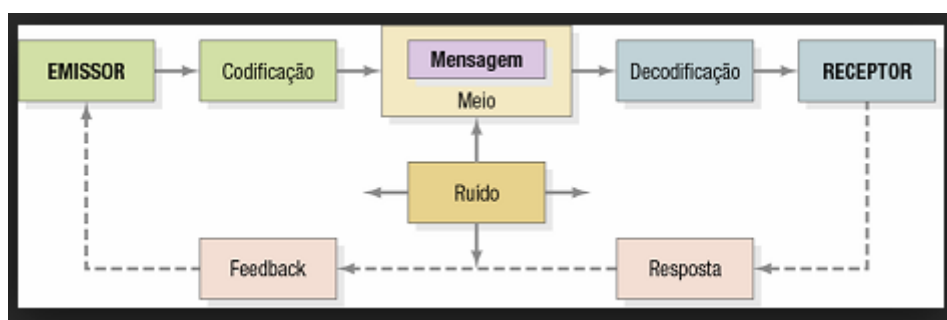 EMISSOR
Codificação
Mensagem
Meio
Decodificação
RECEPTOR
Ruído
Feedback
Resposta